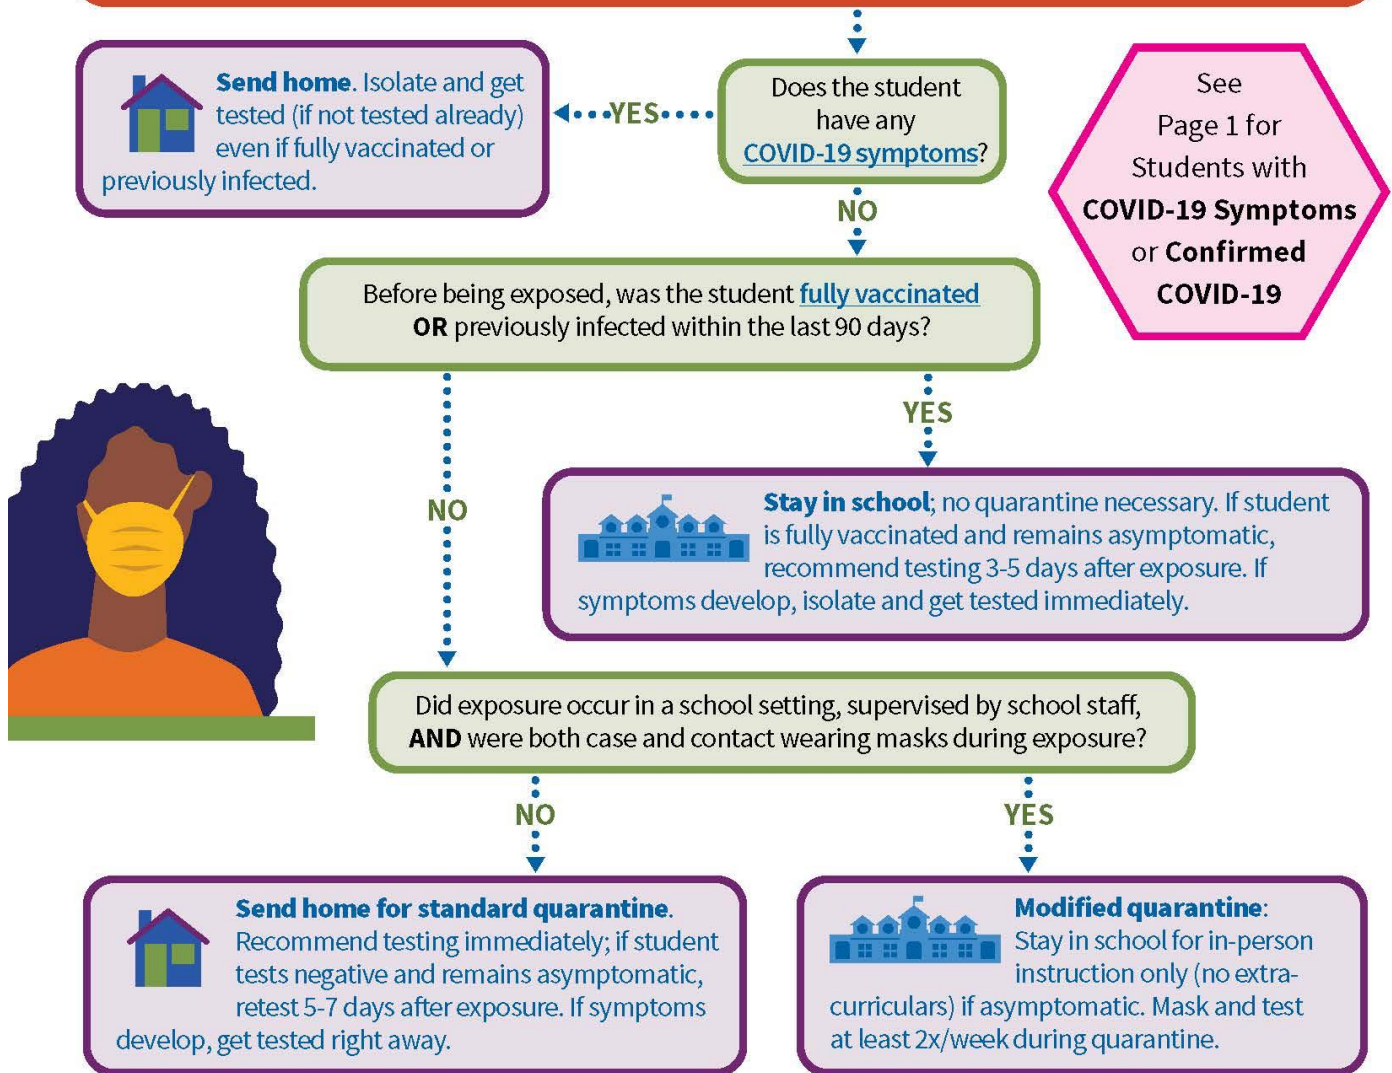 Does the student
have any
COVID-19 symptoms?
YES
Send home. Isolate and get
tested (if not tested already)
even if fully vaccinated or
previously infected.
See
Page 1 for
Students with
COVID-19 Symptoms
or Confirmed
COVID-19
NO
Before being exposed, was the student fully vaccinated
OR previously infected within the last 90 days?
YES
Stay in school; no quarantine necessary. If student
is fully vaccinated and remains asymptomatic,
recommend testing 3-5 days after exposure. If
symptoms develop, isolate and get tested immediately.
NO
Did exposure occur in a school setting, supervised by school staff,
AND were both case and contact wearing masks during exposure?
NO
Send home for standard quarantine.
Recommend testing immediately; if student
tests negative and remains asymptomatic,
retest 5-7 days after exposure. If symptoms
develop, get tested right away.
YES
Modified quarantine:
Stay in school for in-person
instruction only (no extra-
curriculars) if asymptomatic. Mask and test
at least 2x/week during quarantine.